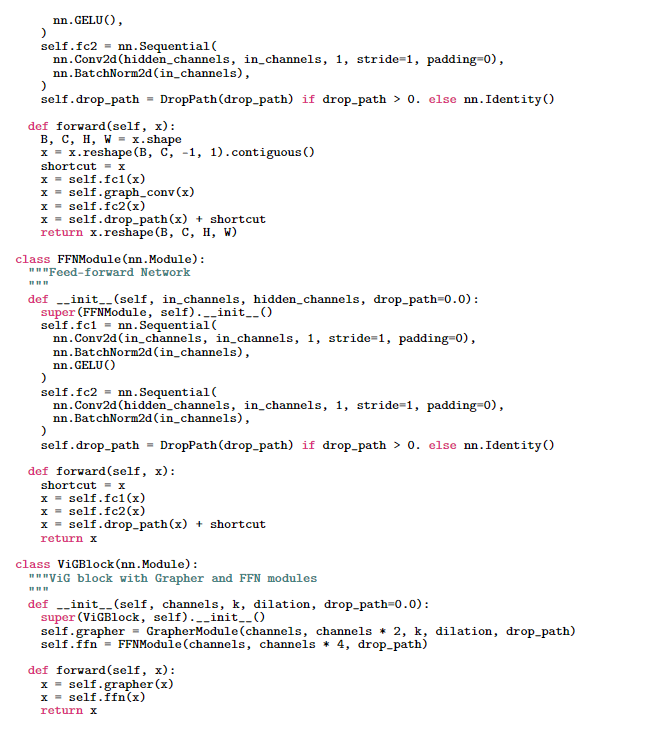 nn.GELU(),
)
self.fc2 = nn.Sequential(
nn.Conv2d(hidden_channels, in_channels, 1, stride=1, padding=0),
nn.BatchNorm2d(in_channels),
)
self.drop_path = DropPath(drop_path) if drop_path > 0. else nn.Identity()
def forward(self, x):
B, C, H, W = x.shape
x = x.reshape(B, C, -1, 1).contiguous()
shortcut = x
x = self.fc1(x)
x = self.graph_conv(x)
x = self.fc2(x)
x = self.drop_path(x) + shortcut
return x.reshape(B, C, H, W)
class FFNModule(nn.Module):
"""Feed-forward Network
"""
def __init__(self, in_channels, hidden_channels, drop_path=0.0):
super(FFNModule, self).__init__()
self.fc1 = nn.Sequential(
nn.Conv2d(in_channels, in_channels, 1, stride=1, padding=0),
nn.BatchNorm2d(in_channels),
nn.GELU()
)
self.fc2 = nn.Sequential(
nn.Conv2d(hidden_channels, in_channels, 1, stride=1, padding=0),
nn.BatchNorm2d(in_channels),
)
self.drop_path = DropPath(drop_path) if drop_path > 0. else nn.Identity()
def forward(self, x):
shortcut = x
x = self.fc1(x)
x = self.fc2(x)
x = self.drop_path(x) + shortcut
return x
class ViGBlock(nn.Module):
"""ViG block with Grapher and FFN modules
"""
def __init__(self, channels, k, dilation, drop_path=0.0):
super(ViGBlock, self).__init__()
self.grapher = GrapherModule(channels, channels * 2, k, dilation, drop_path)
self.ffn = FFNModule(channels, channels * 4, drop_path)
def forward(self, x):
x = self.grapher(x)
x = self.ffn(x)
return x